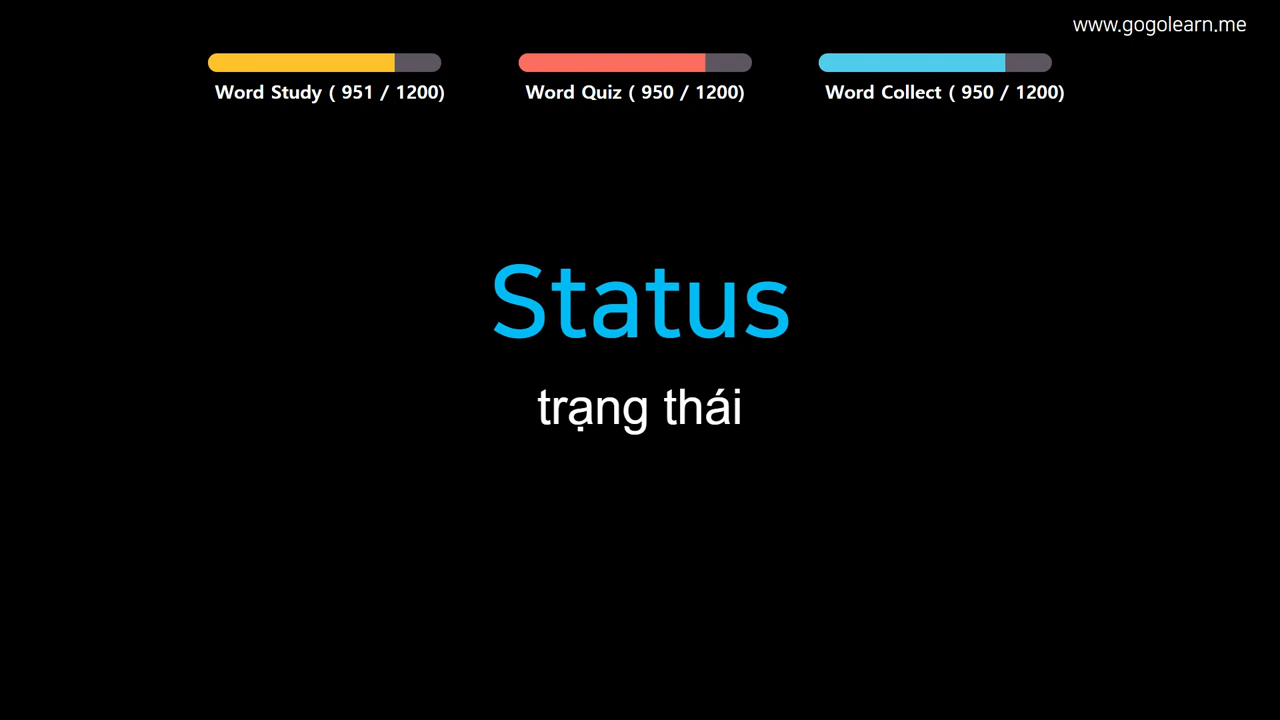 www.gogolearn.me
Word Study ( 951 / 1200)
Word Quiz ( 950 / 1200)
Word Collect ( 950 / 1200)
Status
trạng thái